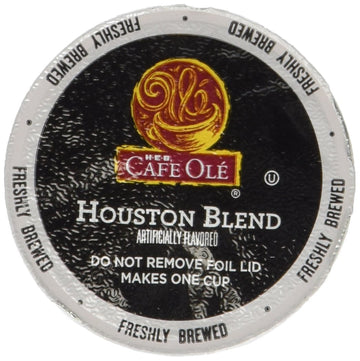 FRESHLY BREWED
FRESHLY BREWED
H-E-B
CAFE OLÉ
®
U
HOUSTON BLEND
ARTIFICIALLY FLAVORED
DO NOT REMOVE FOIL LID
MAKES ONE CUP
FRESHLY BREWED
FRESHLY BREWED
FRESHLY BREWED